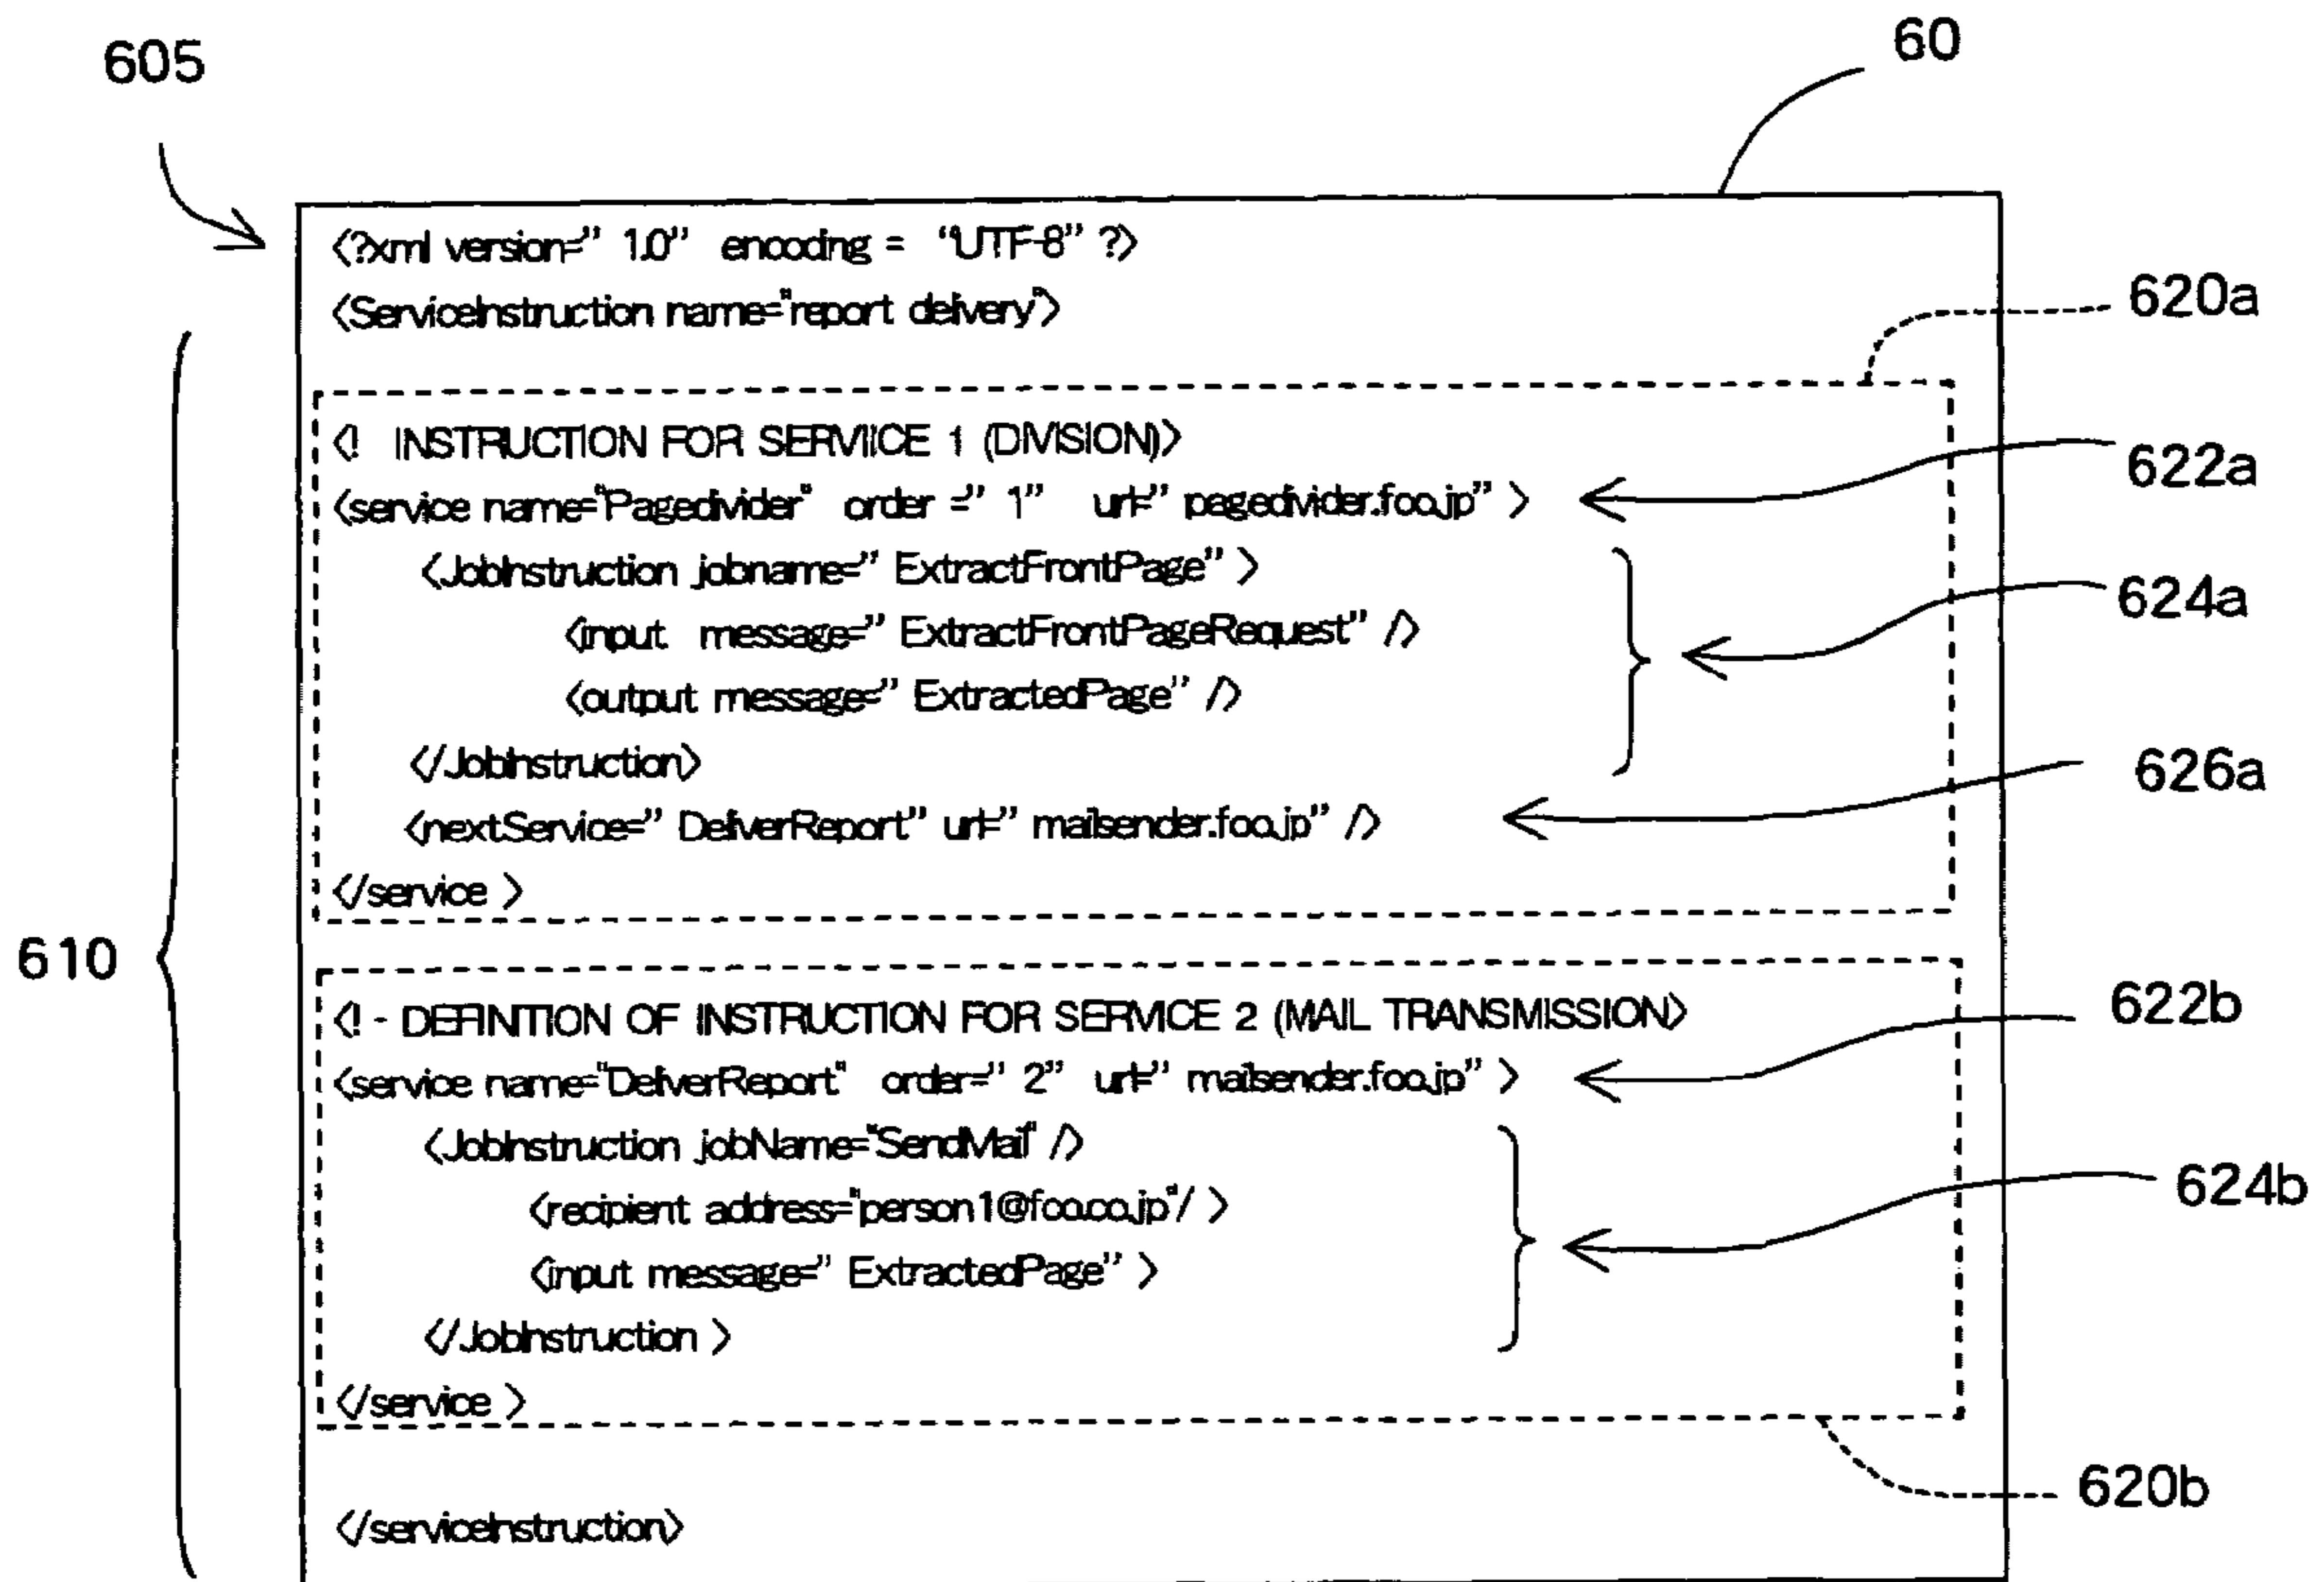 605
60
<?xml version=" 1.0" encoding = "UTF-8" ?>
<ServiceInstruction name="report delivery">
620a
<! INSTRUCTION FOR SERVIICE 1 (DIVISION)>
622a
<service name="Pagedivider" order =" 1" url=" pagedivider.foo.jp" >
<JobInstruction jobname=" ExtractFrontPage" >
624a
<input message=" ExtractFrontPageRequest" />
<output message=" ExtractedPage" />
</JobInstruction>
626a
<nextService=" DeliverReport" url=" mailsender.foo.jp" />
</service >
610
<! - DEFINITION OF INSTRUCTION FOR SERVICE 2 (MAIL TRANSMISSION)>
622b
<service name="DeliverReport" order=" 2" url=" mailsender.foo.jp" >
<JobInstruction jobName="SendMail" />
624b
<recipient address="person1@foo.co.jp"/ >
<input message=" ExtractedPage" >
</JobInstruction >
</service >
620b
</serviceInstruction>